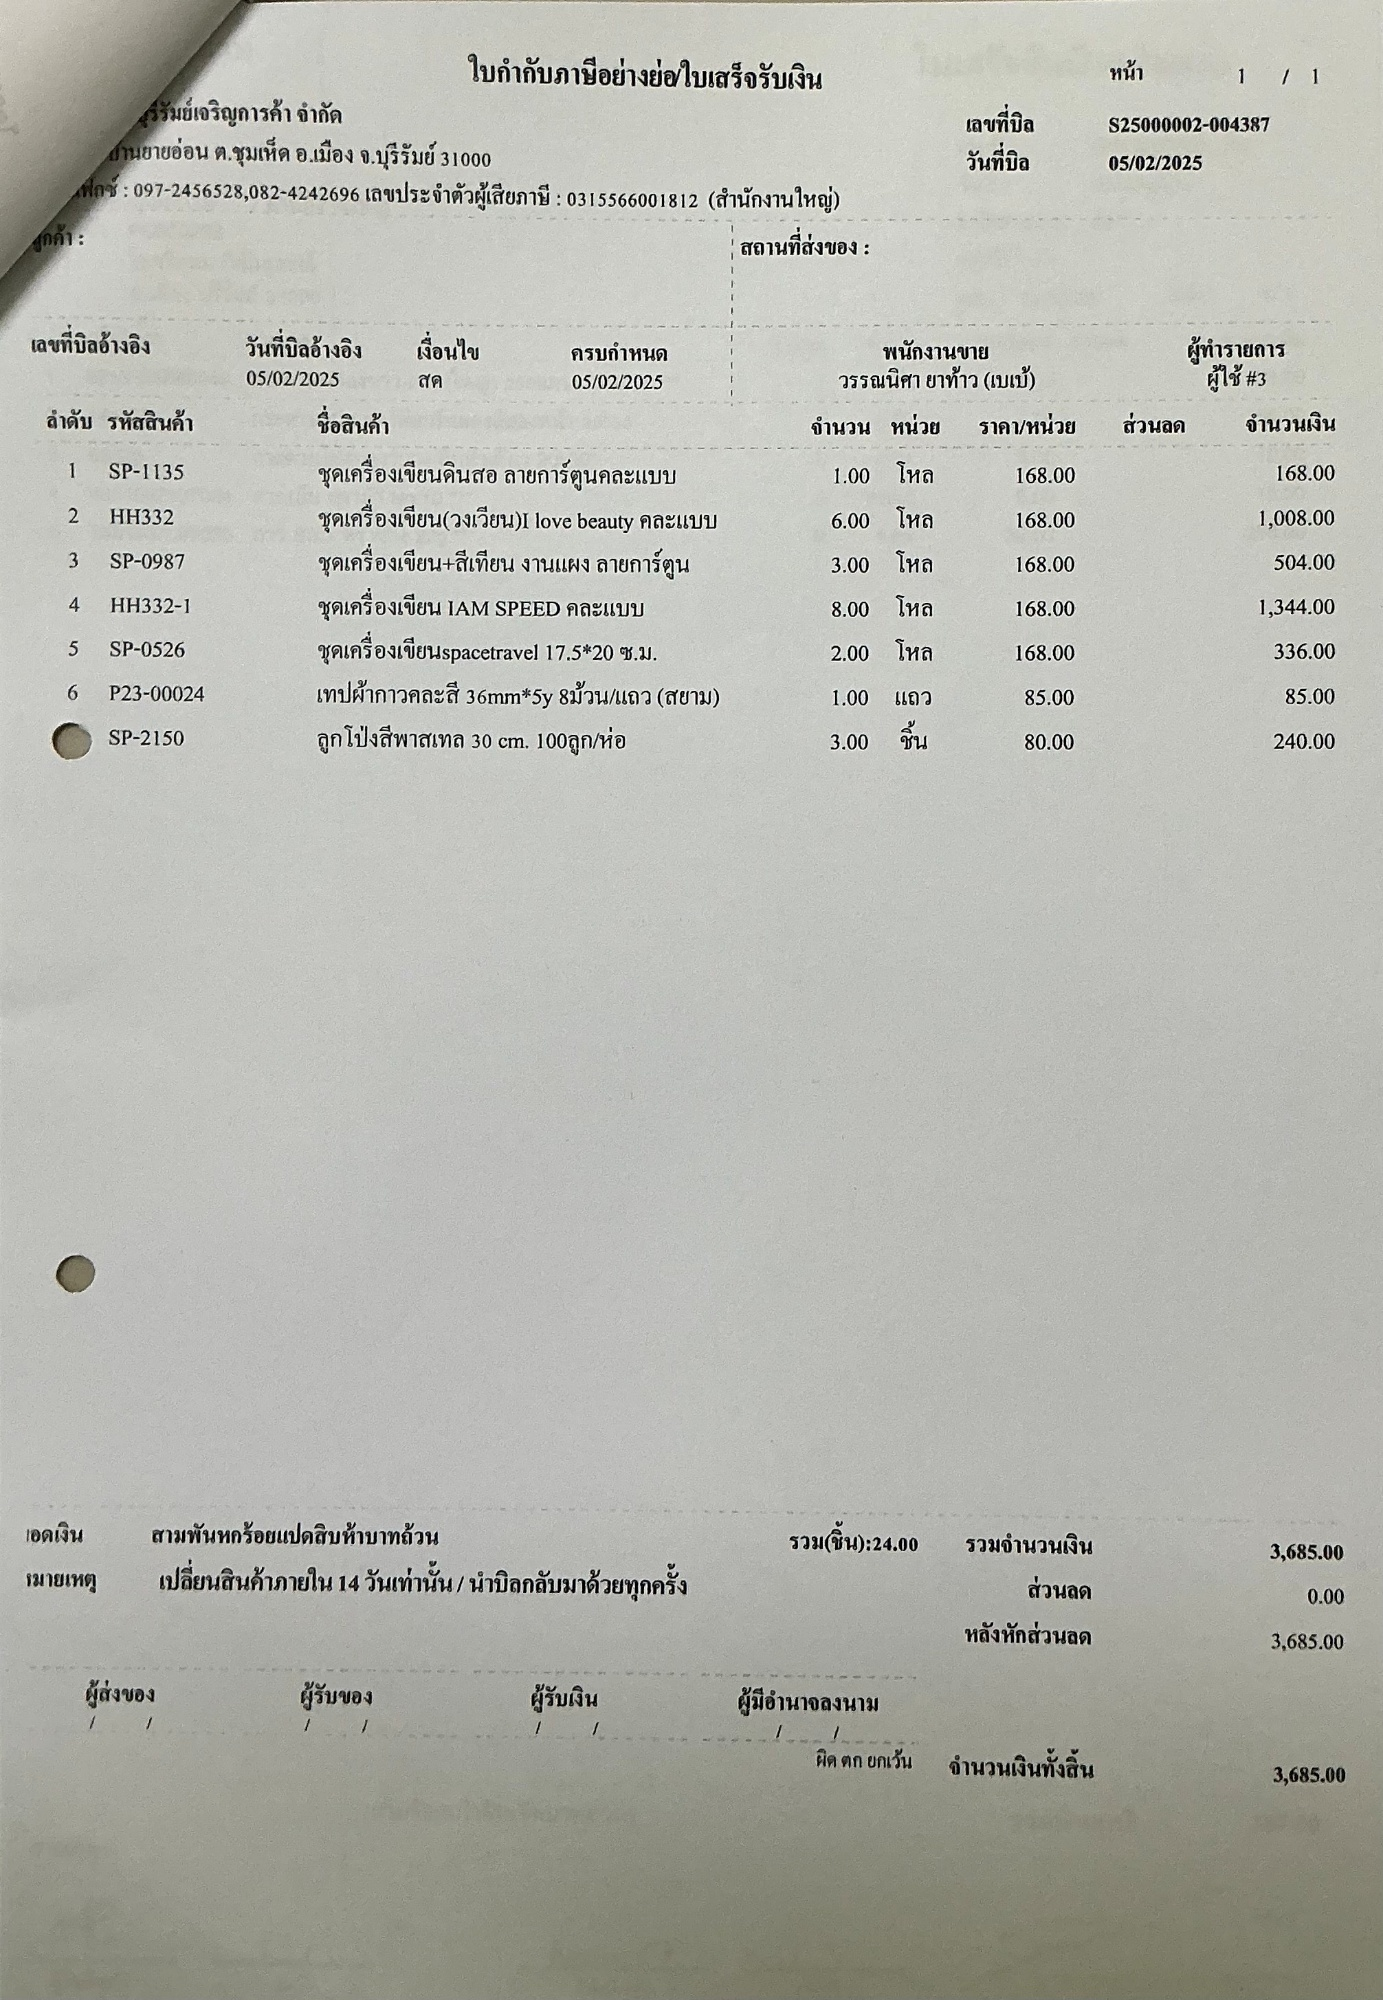 ใบกำกับภาษีอย่างย่อ/ใบเสร็จรับเงิน หน้า 1 / 1
บุรีรัมย์เจริญการค้า จำกัด เลขที่บิล S25000002-004387
บ้านยายอ่อน ต.ชุมเห็ด อ.เมือง จ.บุรีรัมย์ 31000 วันที่บิล 05/02/2025
: 097-2456528,082-4242696 เลขประจำตัวผู้เสียภาษี : 0315566001812 (สำนักงานใหญ่)
ลูกค้า : สถานที่ส่งของ :
เลขที่บิลอ้างอิง วันที่บิลอ้างอิง เงื่อนไข ครบกำหนด พนักงานขาย ผู้ทำรายการ
05/02/2025 สด 05/02/2025 วรรณนิศา ยาท้าว (เบเบ้) ผู้ใช้ #3
ลำดับ รหัสสินค้า ชื่อสินค้า จำนวน หน่วย ราคา/หน่วย ส่วนลด จำนวนเงิน
1 SP-1135 ชุดเครื่องเขียนดินสอ ลายการ์ตูนคละแบบ 1.00 โหล 168.00 168.00
2 HH332 ชุดเครื่องเขียน(วงเวียน)I love beauty คละแบบ 6.00 โหล 168.00 1,008.00
3 SP-0987 ชุดเครื่องเขียน+สีเทียน งานแผง ลายการ์ตูน 3.00 โหล 168.00 504.00
4 HH332-1 ชุดเครื่องเขียน IAM SPEED คละแบบ 8.00 โหล 168.00 1,344.00
5 SP-0526 ชุดเครื่องเขียนspacetravel 17.5*20 ซ.ม. 2.00 โหล 168.00 336.00
6 P23-00024 เทปผ้ากาวคละสี 36mm*5y 8ม้วน/แถว (สยาม) 1.00 แถว 85.00 85.00
SP-2150 ลูกโป่งสีพาสเทล 30 cm. 100ลูก/ห่อ 3.00 ชิ้น 80.00 240.00
ยอดเงิน สามพันหกร้อยแปดสิบห้าบาทถ้วน รวม(ชิ้น):24.00 รวมจำนวนเงิน 3,685.00
หมายเหตุ เปลี่ยนสินค้าภายใน 14 วันเท่านั้น / นำบิลกลับมาด้วยทุกครั้ง ส่วนลด 0.00
หลังหักส่วนลด 3,685.00
ผู้ส่งของ ผู้รับของ ผู้รับเงิน ผู้มีอำนาจลงนาม
/ / / / / / / /
ผิด ตก ยกเว้น จำนวนเงินทั้งสิ้น 3,685.00